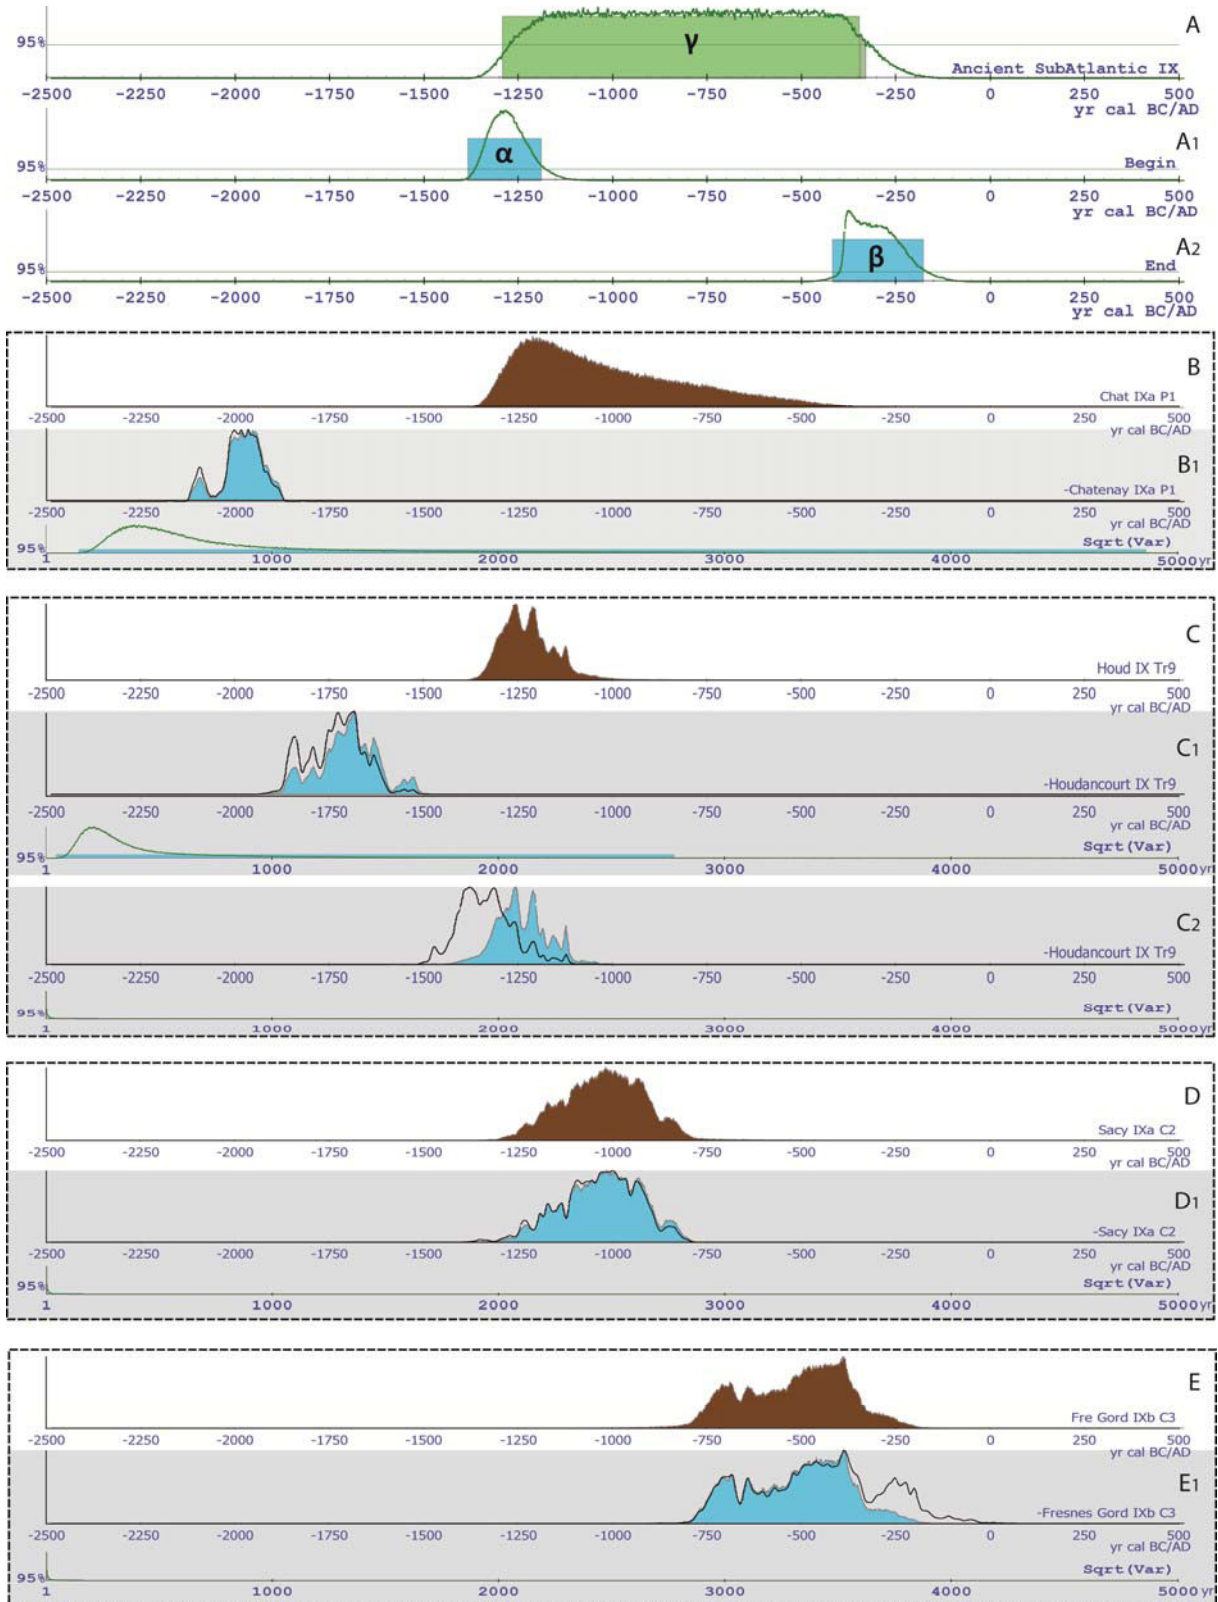 A
95%
γ
Ancient SubAtlantic IX
-2500 -2250 -2000 -1750 -1500 -1250 -1000 -750 -500 -250 0 250 500
yr cal BC/AD
A1
α
95%
Begin
-2500 -2250 -2000 -1750 -1500 -1250 -1000 -750 -500 -250 0 250 500
yr cal BC/AD
A2
β
95%
End
-2500 -2250 -2000 -1750 -1500 -1250 -1000 -750 -500 -250 0 250 500
yr cal BC/AD
B
Chat IXa P1
-2500 -2250 -2000 -1750 -1500 -1250 -1000 -750 -500 -250 0 250 500
yr cal BC/AD
B1
-Chatenay IXa P1
-2500 -2250 -2000 -1750 -1500 -1250 -1000 -750 -500 -250 0 250 500
yr cal BC/AD
Sqrt(Var)
95%
1 1000 2000 3000 4000 5000yr
C
Houd IX Tr9
-2500 -2250 -2000 -1750 -1500 -1250 -1000 -750 -500 -250 0 250 500
yr cal BC/AD
C1
-Houdancourt IX Tr9
-2500 -2250 -2000 -1750 -1500 -1250 -1000 -750 -500 -250 0 250 500
yr cal BC/AD
Sqrt(Var)
95%
1 1000 2000 3000 4000 5000yr
C2
-Houdancourt IX Tr9
-2500 -2250 -2000 -1750 -1500 -1250 -1000 -750 -500 -250 0 250 500
yr cal BC/AD
Sqrt(Var)
95%
1 1000 2000 3000 4000 5000yr
D
Sacy IXa C2
-2500 -2250 -2000 -1750 -1500 -1250 -1000 -750 -500 -250 0 250 500
yr cal BC/AD
D1
-Sacy IXa C2
-2500 -2250 -2000 -1750 -1500 -1250 -1000 -750 -500 -250 0 250 500
yr cal BC/AD
Sqrt(Var)
95%
1 1000 2000 3000 4000 5000yr
E
Fre Gord IXb C3
-2500 -2250 -2000 -1750 -1500 -1250 -1000 -750 -500 -250 0 250 500
yr cal BC/AD
E1
-Fresnes Gord IXb C3
-2500 -2250 -2000 -1750 -1500 -1250 -1000 -750 -500 -250 0 250 500
yr cal BC/AD
Sqrt(Var)
95%
1 1000 2000 3000 4000 5000yr